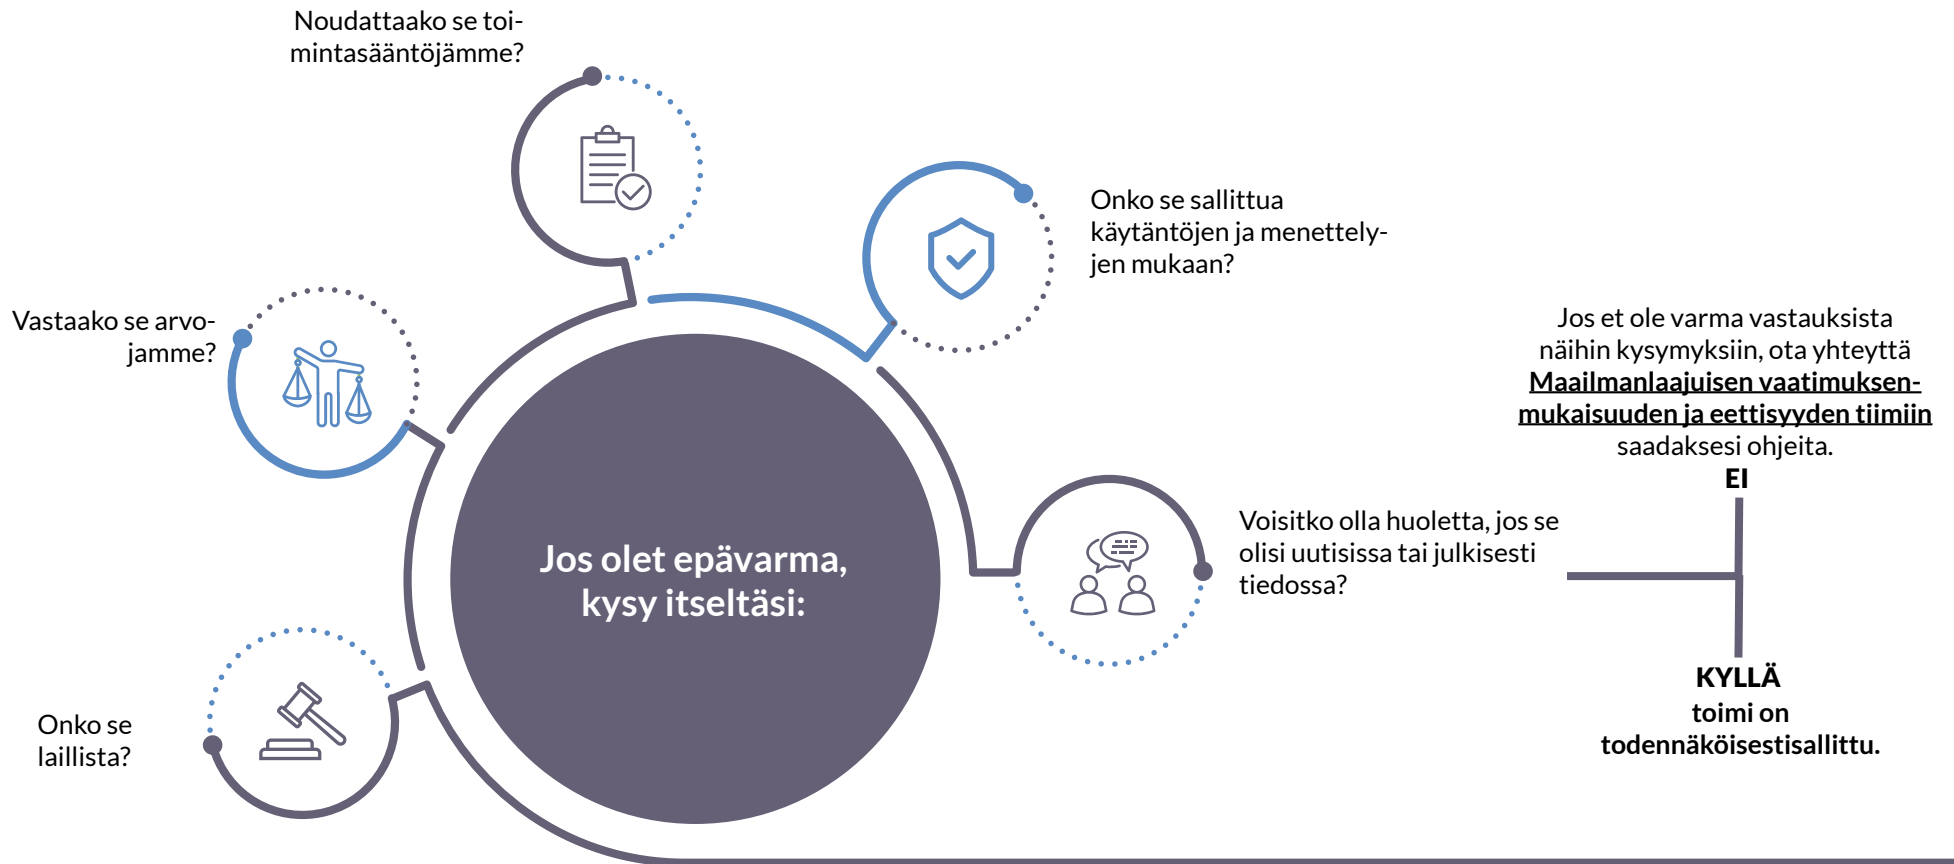 Noudattaako se toi-
mintasääntöjämme?
Onko se sallittua
käytäntöjen ja menettely-
jen mukaan?
Vastaako se arvo-
jamme?
Jos et ole varma vastauksista
näihin kysymyksiin, ota yhteyttä
Maailmanlaajuisen vaatimuksen-
mukaisuuden ja eettisyyden tiimiin
saadaksesi ohjeita.
EI
Voisitko olla huoletta, jos se
olisi uutisissa tai julkisesti
tiedossa?
Jos olet epävarma,
kysy itseltäsi:
KYLLÄ
toimi on
todennäköisestisallittu.
Onko se
laillista?